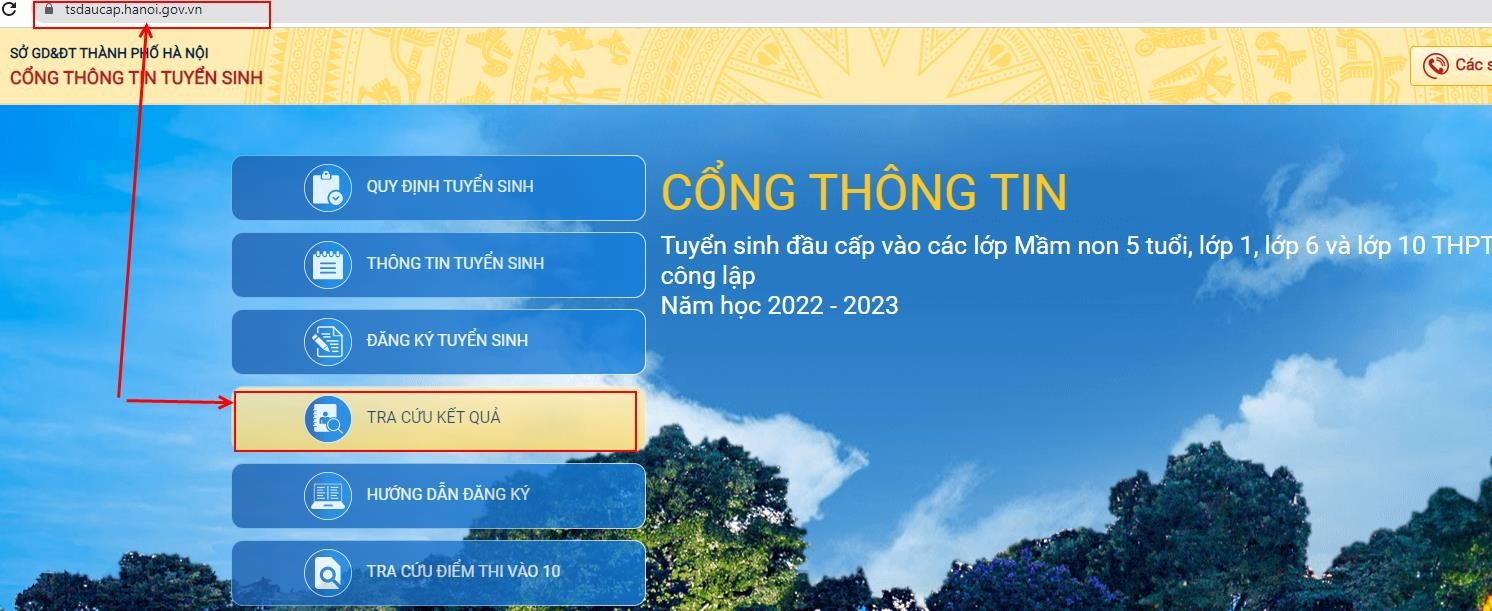 tsdaucap.hanoi.gov.vn
SỞ GD&ĐT THÀNH PHỐ HÀ NỘI
CỔNG THÔNG TIN TUYỂN SINH
Các s
QUY ĐỊNH TUYỂN SINH
THÔNG TIN TUYỂN SINH
ĐĂNG KÝ TUYỂN SINH
TRA CỨU KẾT QUẢ
HƯỚNG DẪN ĐĂNG KÝ
TRA CỨU ĐIỂM THI VÀO 10
CỔNG THÔNG TIN
Tuyển sinh đầu cấp vào các lớp Mầm non 5 tuổi, lớp 1, lớp 6 và lớp 10 THPT
công lập
Năm học 2022 - 2023